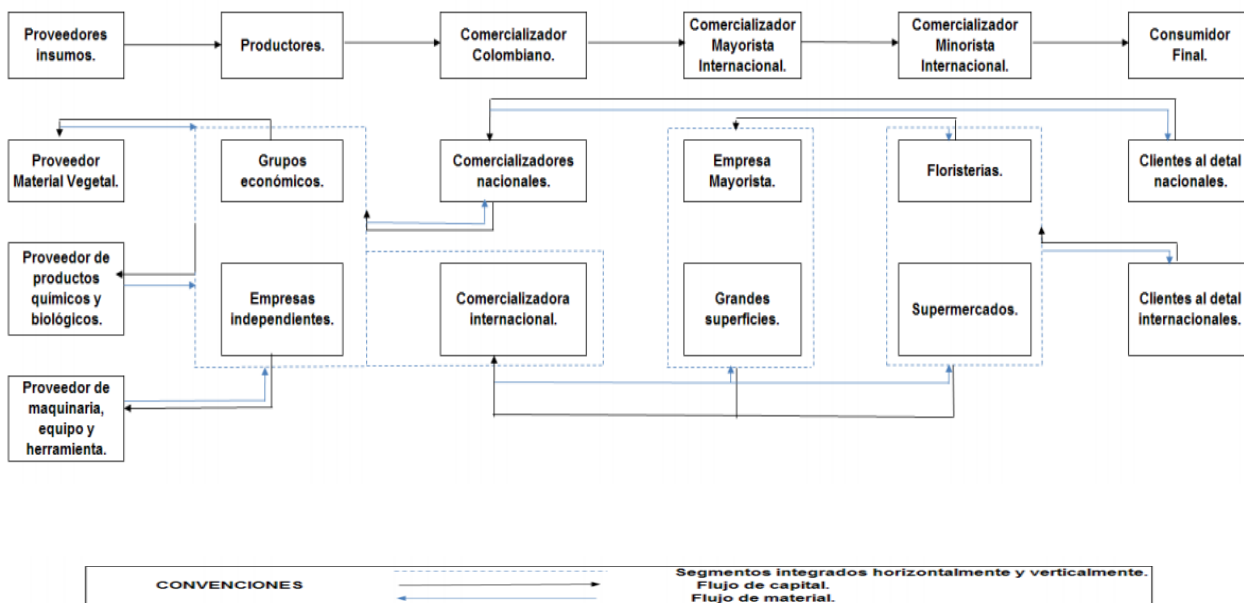 Proveedores
insumos.
Productores.
Comercializador
Colombiano.
Comercializador
Mayorista
Internacional.
Comercializador
Minorista
Internacional.
Consumidor
Final.
Proveedor
Material Vegetal.
Grupos
económicos.
Comercializadores
nacionales.
Empresa
Mayorista.
Floristerias.
Clientes al detal
nacionales.
Proveedor de
productos
químicos y
biológicos.
Empresas
independientes.
Comercializadora
internacional.
Grandes
superficies.
Supermercados.
Clientes al detal
internacionales.
Proveedor de
maquinaria,
equipo y
herramienta.
CONVENCIONES
Segmentos integrados horizontalmente y verticalmente.
Flujo de capital.
Flujo de material.